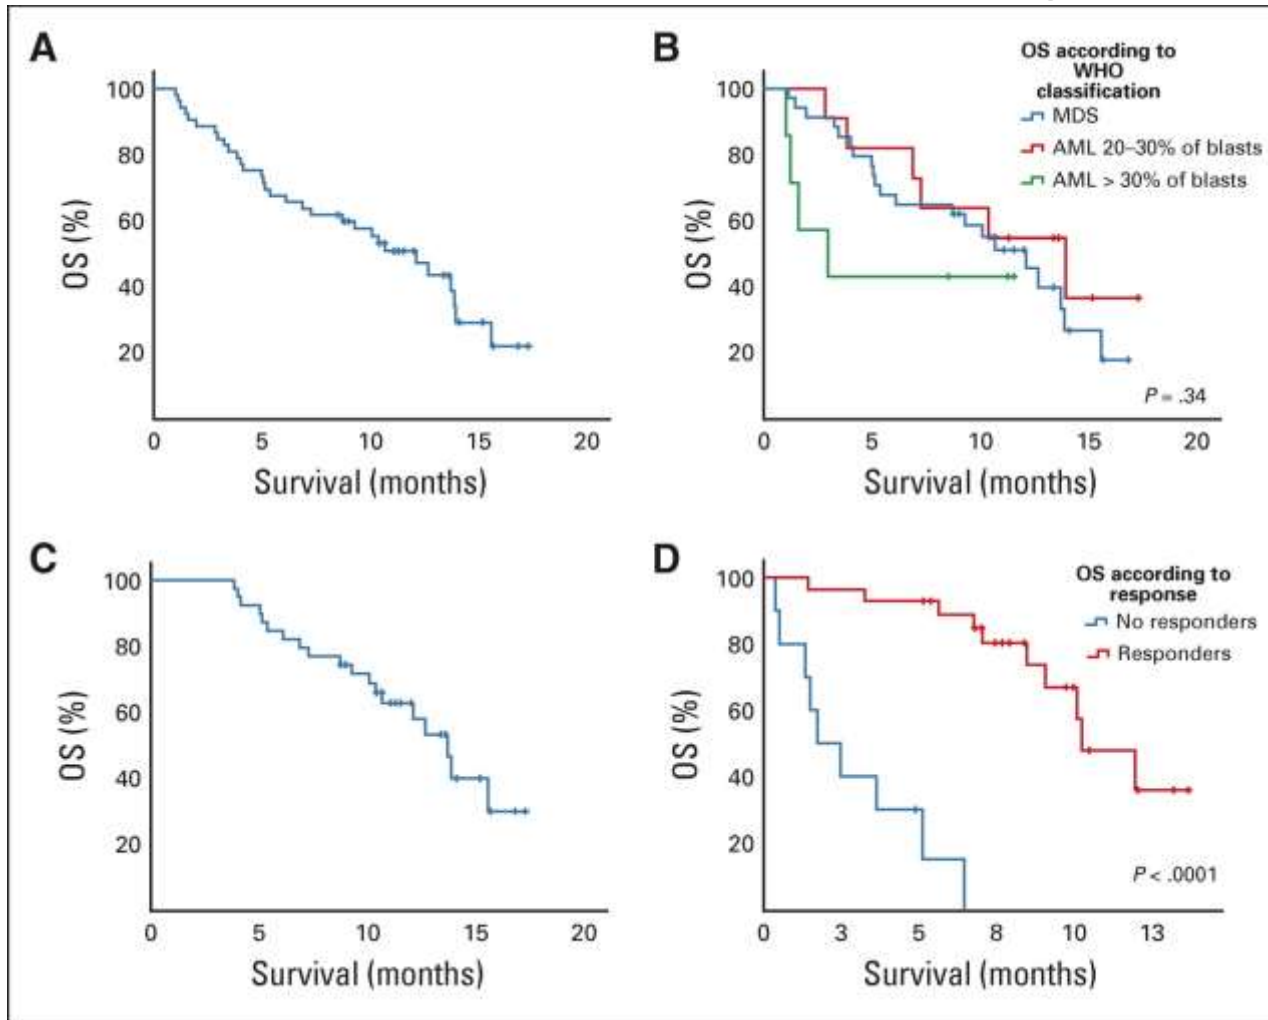 A
OS (%)
100
80
60
40
20
0 5 10 15 20
Survival (months)
B
OS according to
WHO
classification
MDS
AML 20–30% of blasts
AML > 30% of blasts
OS (%)
100
80
60
40
20
P = .34
0 5 10 15 20
Survival (months)
C
OS (%)
100
80
60
40
20
0 5 10 15 20
Survival (months)
D
OS according to
response
No responders
Responders
OS (%)
100
80
60
40
20
P < .0001
0 3 5 8 10 13
Survival (months)